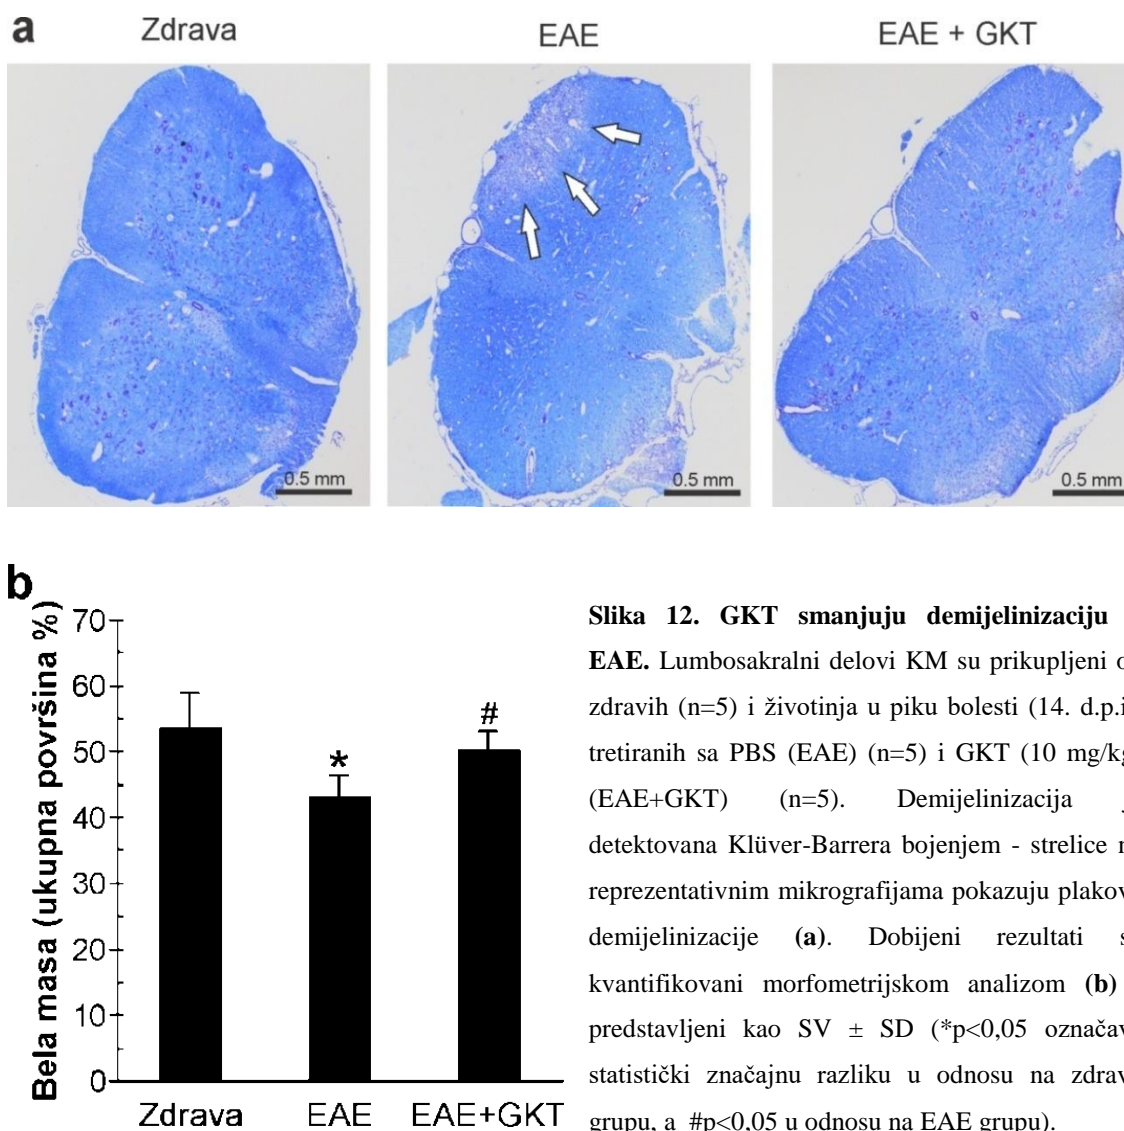 a
Zdrava
EAE
EAE + GKT
0.5 mm
0.5 mm
0.5 mm
b
Bela masa (ukupna površina %)
70
60
50
40
30
20
10
0
*
#
Zdrava
EAE
EAE+GKT
Slika 12. GKT smanjuju demijelinizaciju
EAE. Lumbosakralni delovi KM su prikupljeni
zdravih (n=5) i životinja u piku bolesti (14. d.p.i
tretiranih sa PBS (EAE) (n=5) i GKT (10 mg/kg
(EAE+GKT) (n=5). Demijelinizacija
detektovana Klüver-Barrera bojenjem - strelice
reprezentativnim mikrografijama pokazuju plakov
demijelinizacije (a). Dobijeni rezultati
kvantifikovani morfometrijskom analizom (b)
predstavljeni kao SV ± SD (*p<0,05 označav
statistički značajnu razliku u odnosu na zdrav
grupu, a #p<0,05 u odnosu na EAE grupu).